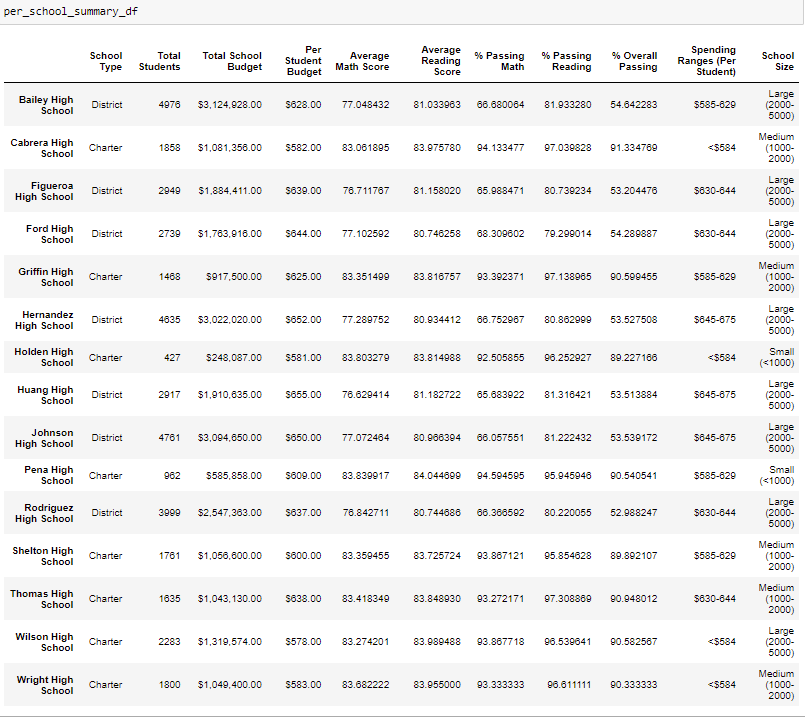 per_school_summary_df
School Type Total Students Total School Budget Per Student Budget Average Math Score Average Reading Score % Passing Math % Passing Reading % Overall Passing Spending Ranges (Per Student) School Size
Bailey High School District 4976 $3,124,928.00 $628.00 77.048432 81.033963 66.680064 81.933280 54.642283 $585-629 Large (2000-5000)
Cabrera High School Charter 1858 $1,081,356.00 $582.00 83.061895 83.975780 94.133477 97.039828 91.334769 <$584 Medium (1000-2000)
Figueroa High School District 2949 $1,884,411.00 $639.00 76.711767 81.158020 65.988471 80.739234 53.204476 $630-644 Large (2000-5000)
Ford High School District 2739 $1,763,916.00 $644.00 77.102592 80.746258 68.309602 79.299014 54.289887 $630-644 Large (2000-5000)
Griffin High School Charter 1468 $917,500.00 $625.00 83.351499 83.816757 93.392371 97.138965 90.599455 $585-629 Medium (1000-2000)
Hernandez High School District 4635 $3,022,020.00 $652.00 77.289752 80.934412 66.752967 80.862999 53.527508 $645-675 Large (2000-5000)
Holden High School Charter 427 $248,087.00 $581.00 83.803279 83.814988 92.505855 96.252927 89.227166 <$584 Small (<1000)
Huang High School District 2917 $1,910,635.00 $655.00 76.629414 81.182722 65.683922 81.316421 53.513884 $645-675 Large (2000-5000)
Johnson High School District 4761 $3,094,650.00 $650.00 77.072464 80.966394 66.057551 81.222432 53.539172 $645-675 Large (2000-5000)
Pena High School Charter 962 $585,858.00 $609.00 83.839917 84.044699 94.594595 95.945946 90.540541 $585-629 Small (<1000)
Rodriguez High School District 3999 $2,547,363.00 $637.00 76.842711 80.744686 66.366592 80.220055 52.988247 $630-644 Large (2000-5000)
Shelton High School Charter 1761 $1,056,600.00 $600.00 83.359455 83.725724 93.867121 95.854628 89.892107 $585-629 Medium (1000-2000)
Thomas High School Charter 1635 $1,043,130.00 $638.00 83.418349 83.848930 93.272171 97.308869 90.948012 $630-644 Medium (1000-2000)
Wilson High School Charter 2283 $1,319,574.00 $578.00 83.274201 83.989488 93.867718 96.539641 90.582567 <$584 Large (2000-5000)
Wright High School Charter 1800 $1,049,400.00 $583.00 83.682222 83.955000 93.333333 96.611111 90.333333 <$584 Medium (1000-2000)